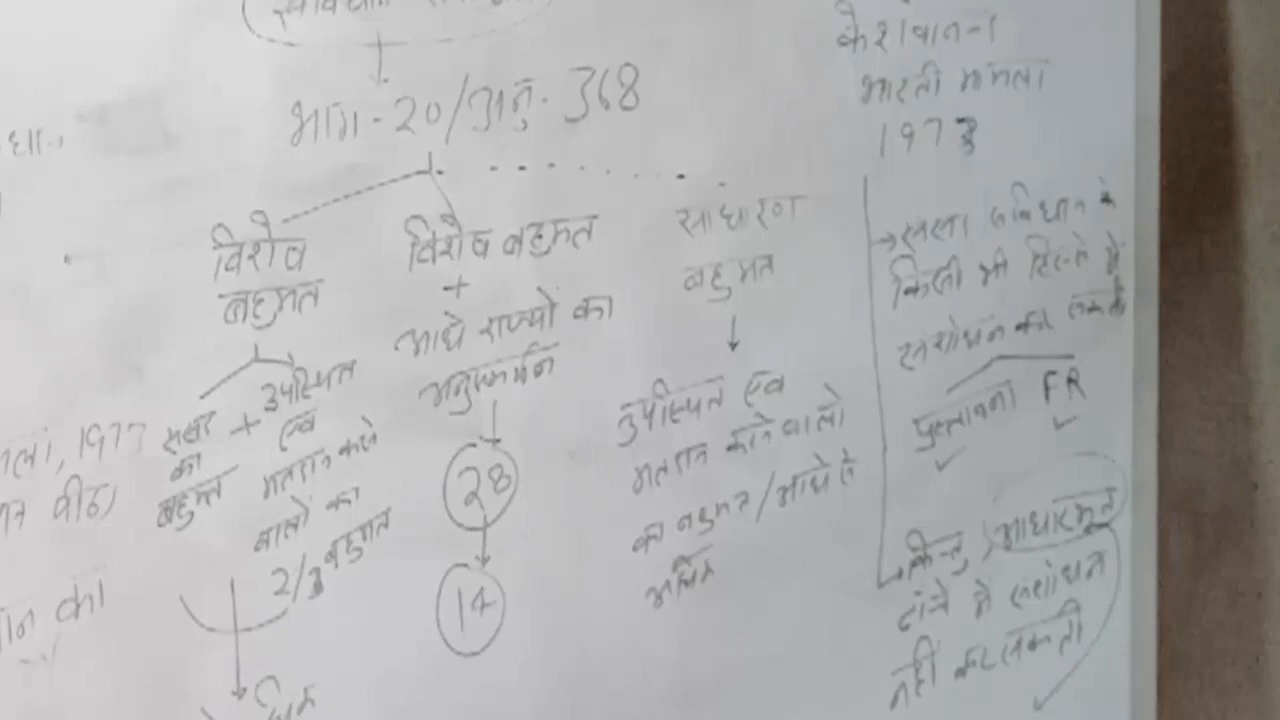 संविधान
भाग-20/अनु. 368
विशेष
बहुमत
संसद
का
बहुमत
+
उपस्थित
एवं
मतदान करने
वालों का
2/3 बहुमत
विशेष बहुमत
+
आधे राज्यों का
अनुसमर्थन
28
14
साधारण
बहुमत
उपस्थित एवं
मतदान करने वालो
का बहुमत / आधे से
अधिक
केशवानन्द
भारती मामला
1973
संसद संविधान के
किसी भी हिस्से में
संशोधन कर सकती
प्रस्तावना FR
किन्तु, आधारभूत
ढांचे में संशोधन
नहीं कर सकती
1977
पीठ)
का